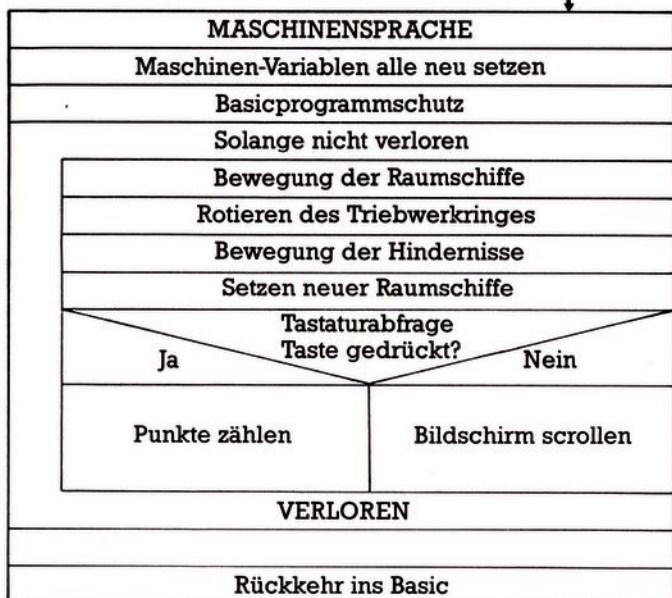 MASCHINENSPRACHE
Maschinen-Variablen alle neu setzen
Basicprogrammschutz
Solange nicht verloren
Bewegung der Raumschiffe
Rotieren des Triebwerkringes
Bewegung der Hindernisse
Setzen neuer Raumschiffe
Tastaturabfrage
Taste gedrückt?
Ja
Nein
Punkte zählen
Bildschirm scrollen
VERLOREN
Rückkehr ins Basic